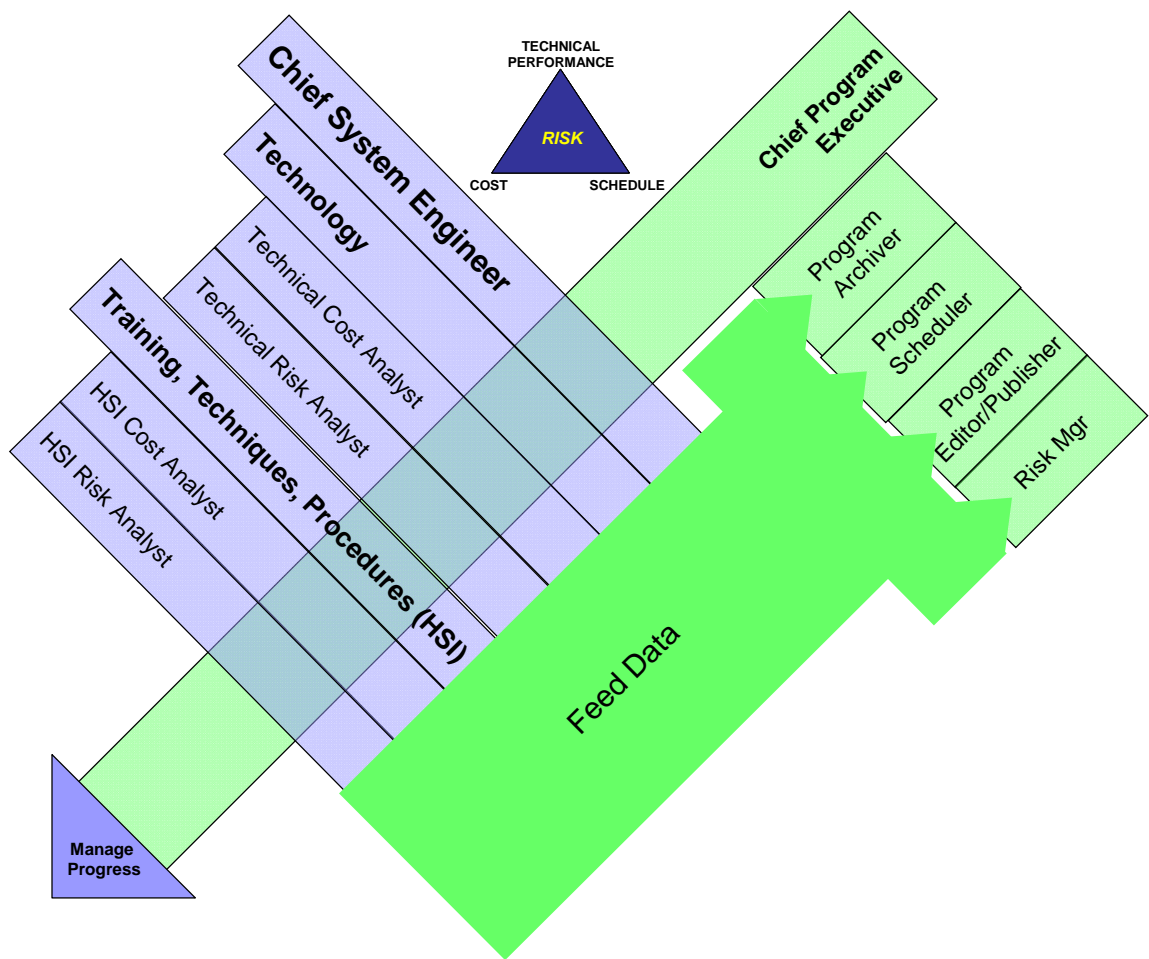 TECHNICAL
PERFORMANCE
RISK
COST
SCHEDULE
Chief System Engineer
Technology
Technical Cost Analyst
Technical Risk Analyst
Training, Techniques, Procedures (HSI)
HSI Cost Analyst
HSI Risk Analyst
Chief Program
Executive
Program
Archiver
Program
Scheduler
Program
Editor/Publisher
Risk Mgr
Feed Data
Manage
Progress